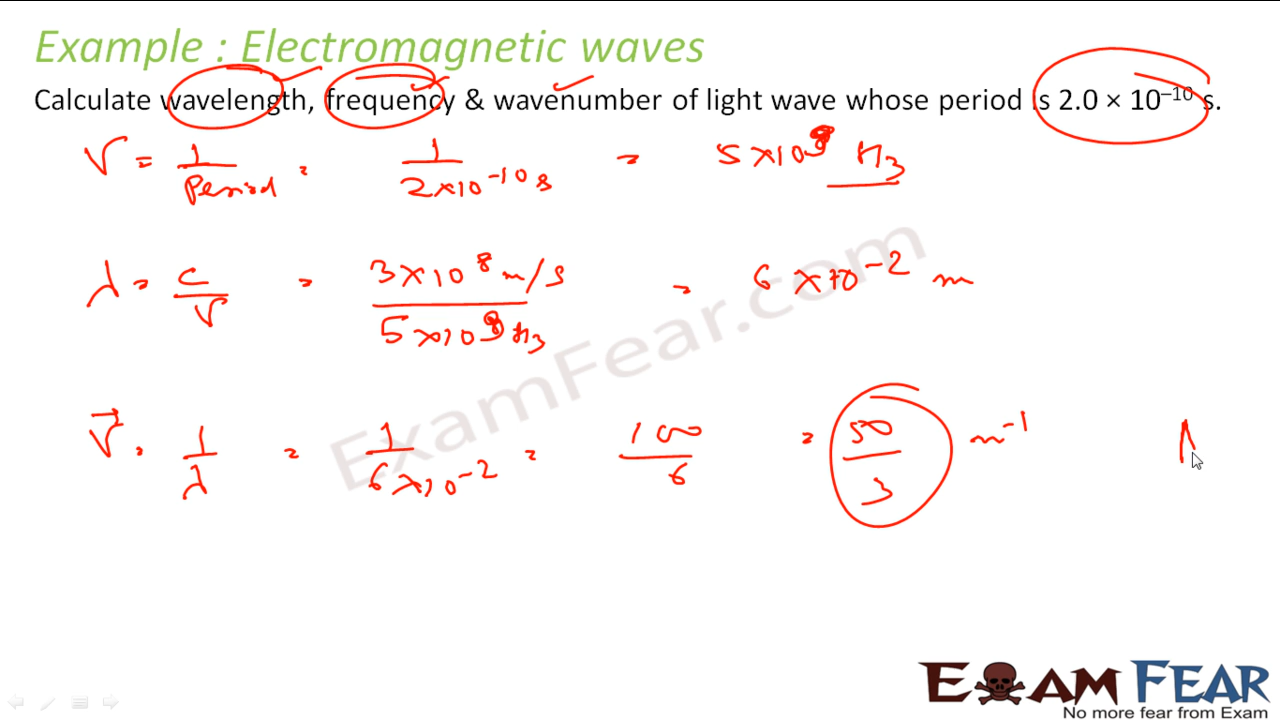 Example : Electromagnetic waves
Calculate wavelength, frequency & wavenumber of light wave whose period is 2.0 × 10⁻¹⁰ s.
ν = 1/Period = 1/(2×10⁻¹⁰ s) = 5×10⁹ Hz
λ = c/ν = (3×10⁸ m/s)/(5×10⁹ Hz) = 6×10⁻² m
ν⃗ = 1/λ = 1/(6×10⁻²) = 100/6 = 50/3 m⁻¹
ExamFear.com
EXAM FEAR
No more fear from Exam